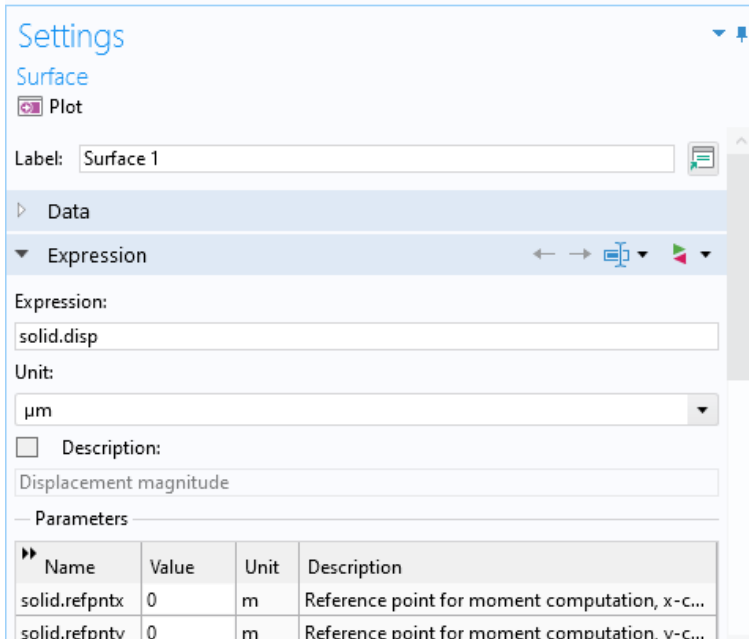 Settings
Surface
Plot
Label: Surface 1
Data
Expression
Expression:
solid.disp
Unit:
µm
Description:
Displacement magnitude
Parameters
Name Value Unit Description
solid.refpntx 0 m Reference point for moment computation, x-c...
solid.refpnty 0 m Reference point for moment computation, y-c...